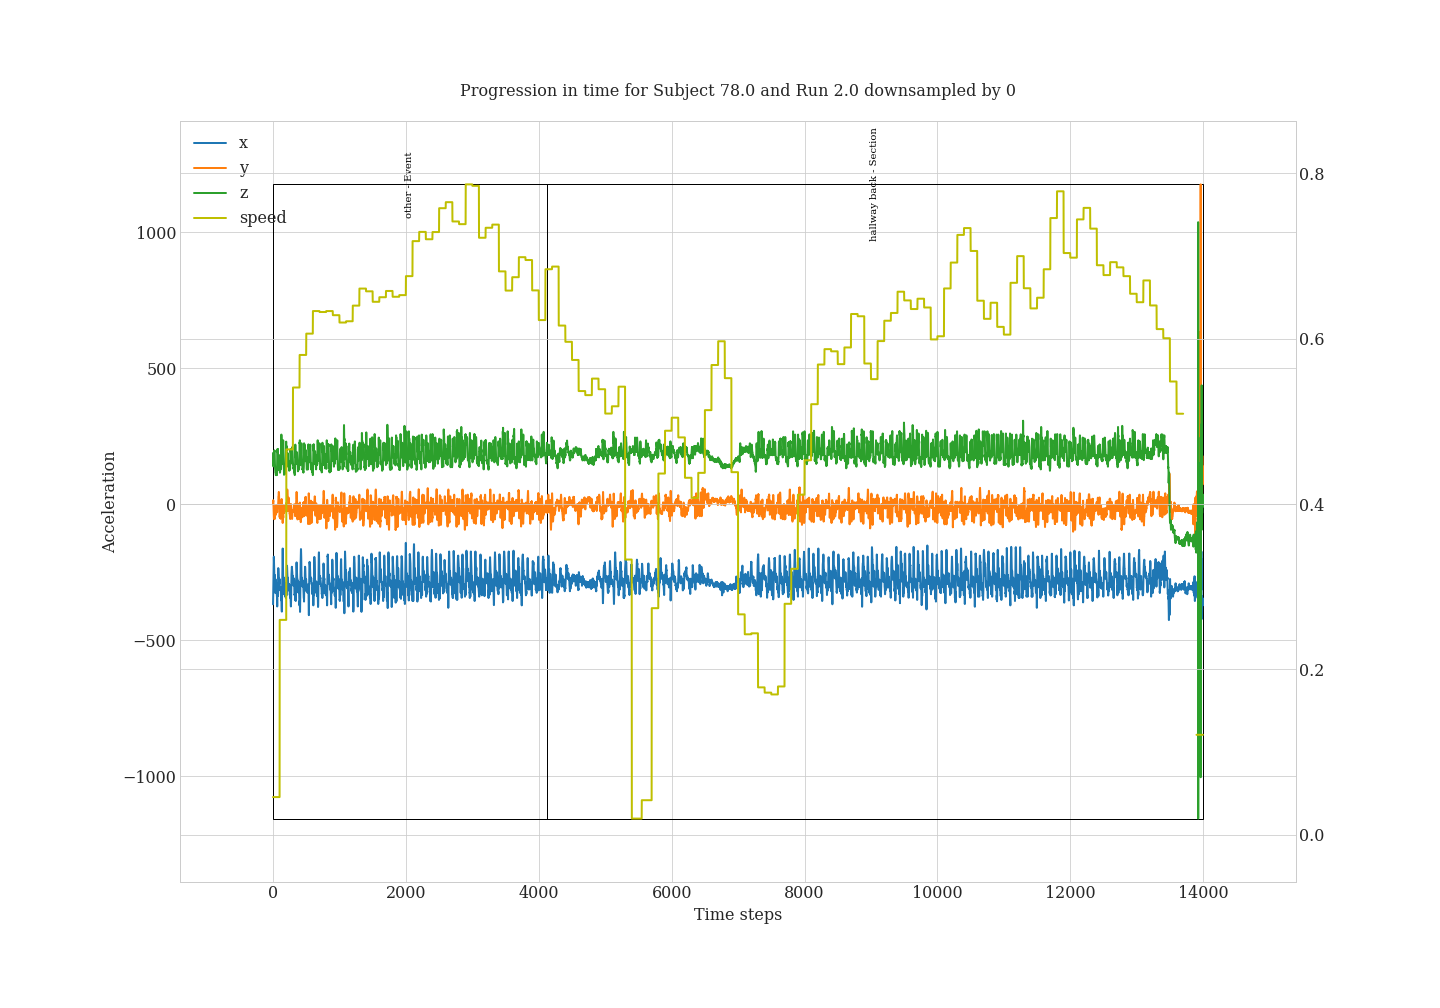 Progression in time for Subject 78.0 and Run 2.0 downsampled by 0
x
y
z
speed
other - Event
hallway back - Section
1000
500
0
−500
−1000
Acceleration
0.8
0.6
0.4
0.2
0.0
0 2000 4000 6000 8000 10000 12000 14000
Time steps